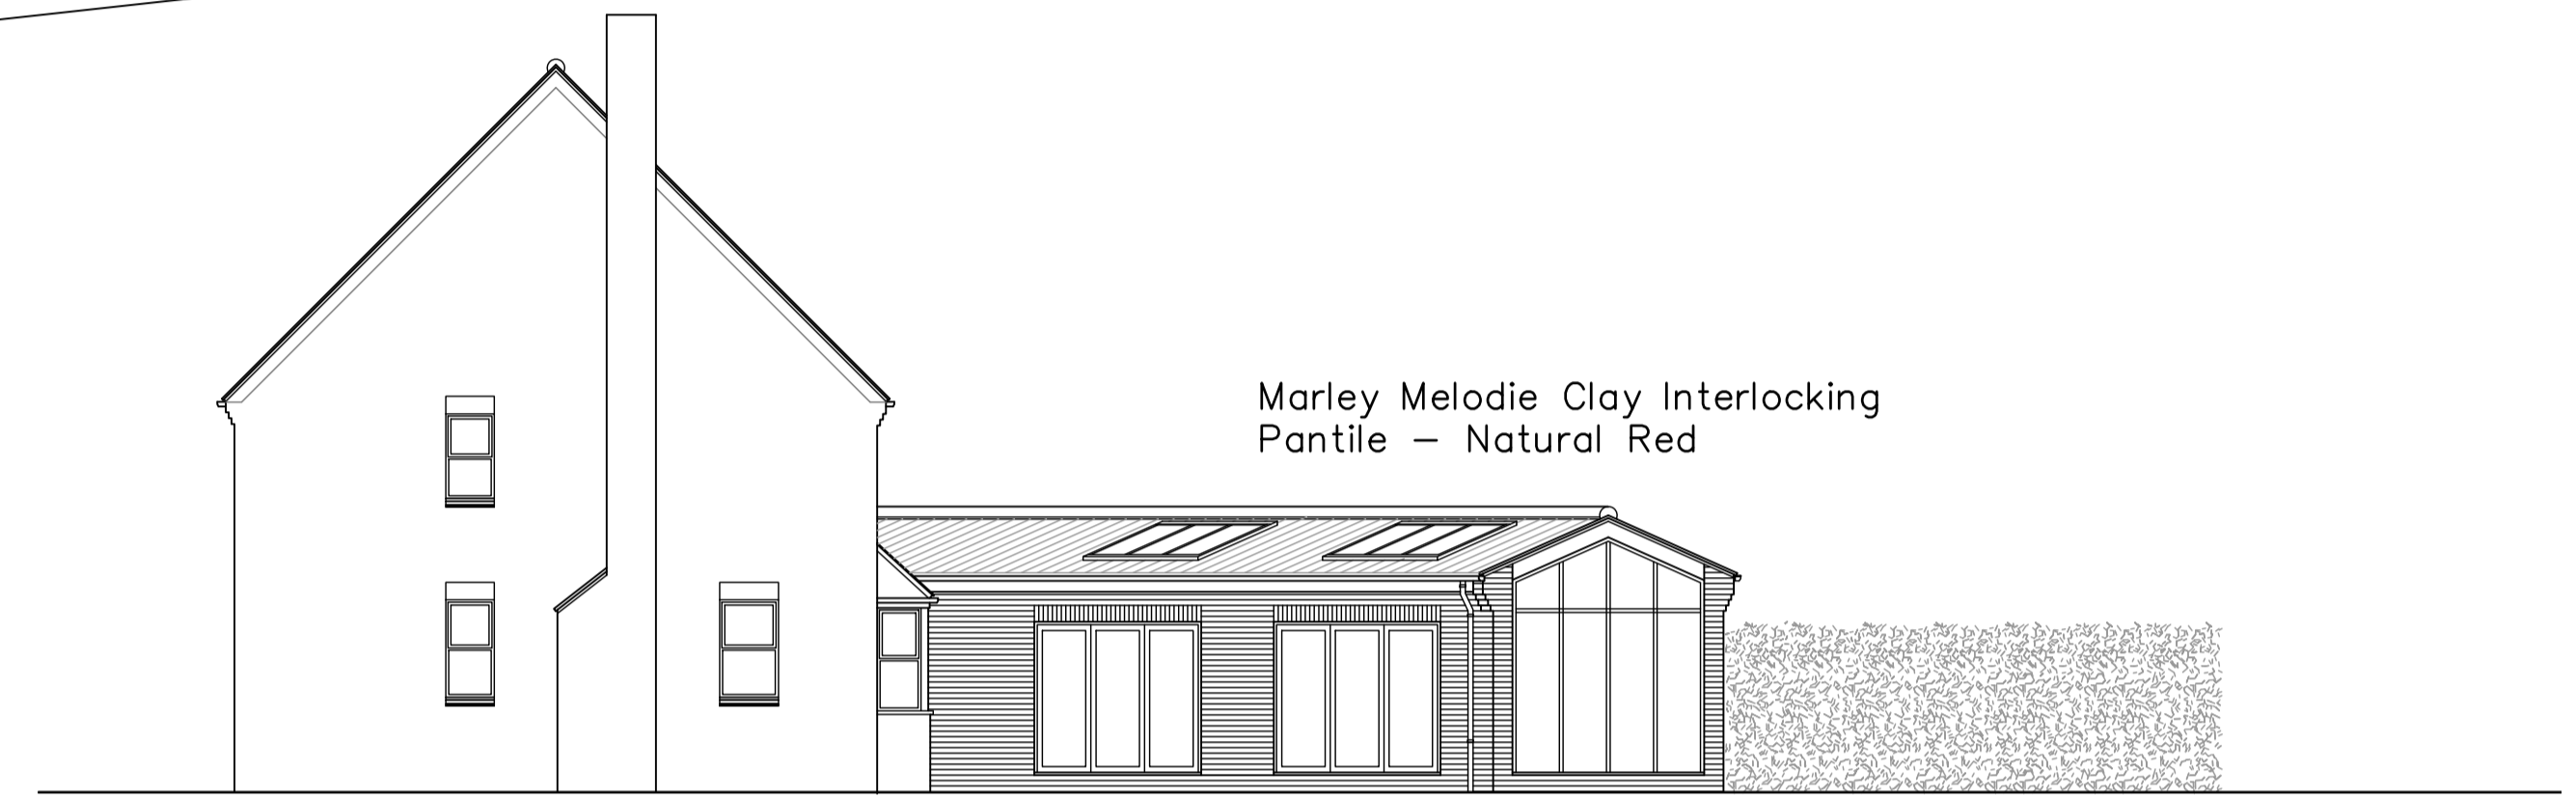 Marley Melodie Clay Interlocking
Pantile – Natural Red